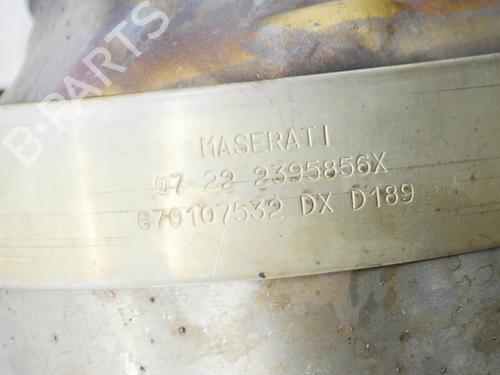 B-PARTS
MASERATI
07 22 2395856X
670107532 DX D189